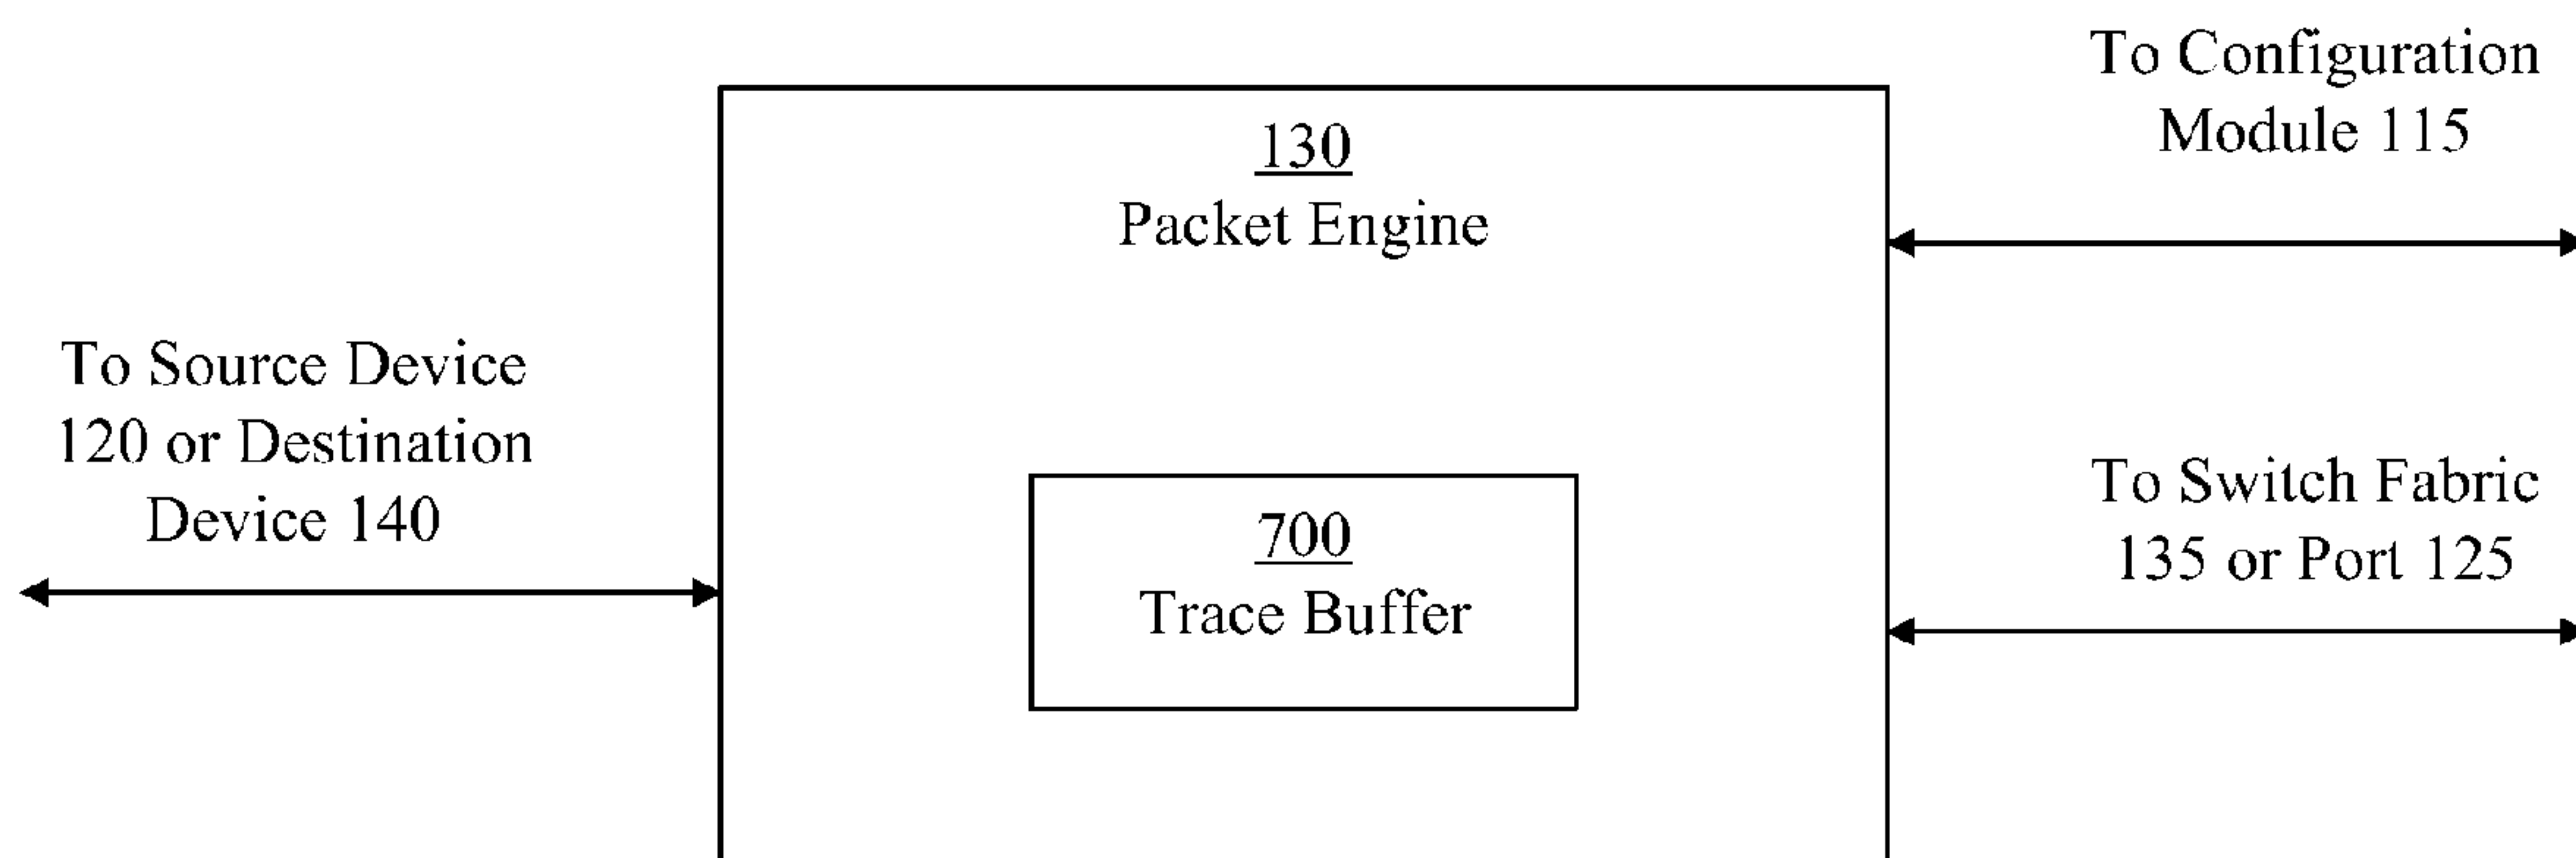 To Configuration
Module 115
130
Packet Engine
To Source Device
120 or Destination
Device 140
To Switch Fabric
135 or Port 125
700
Trace Buffer